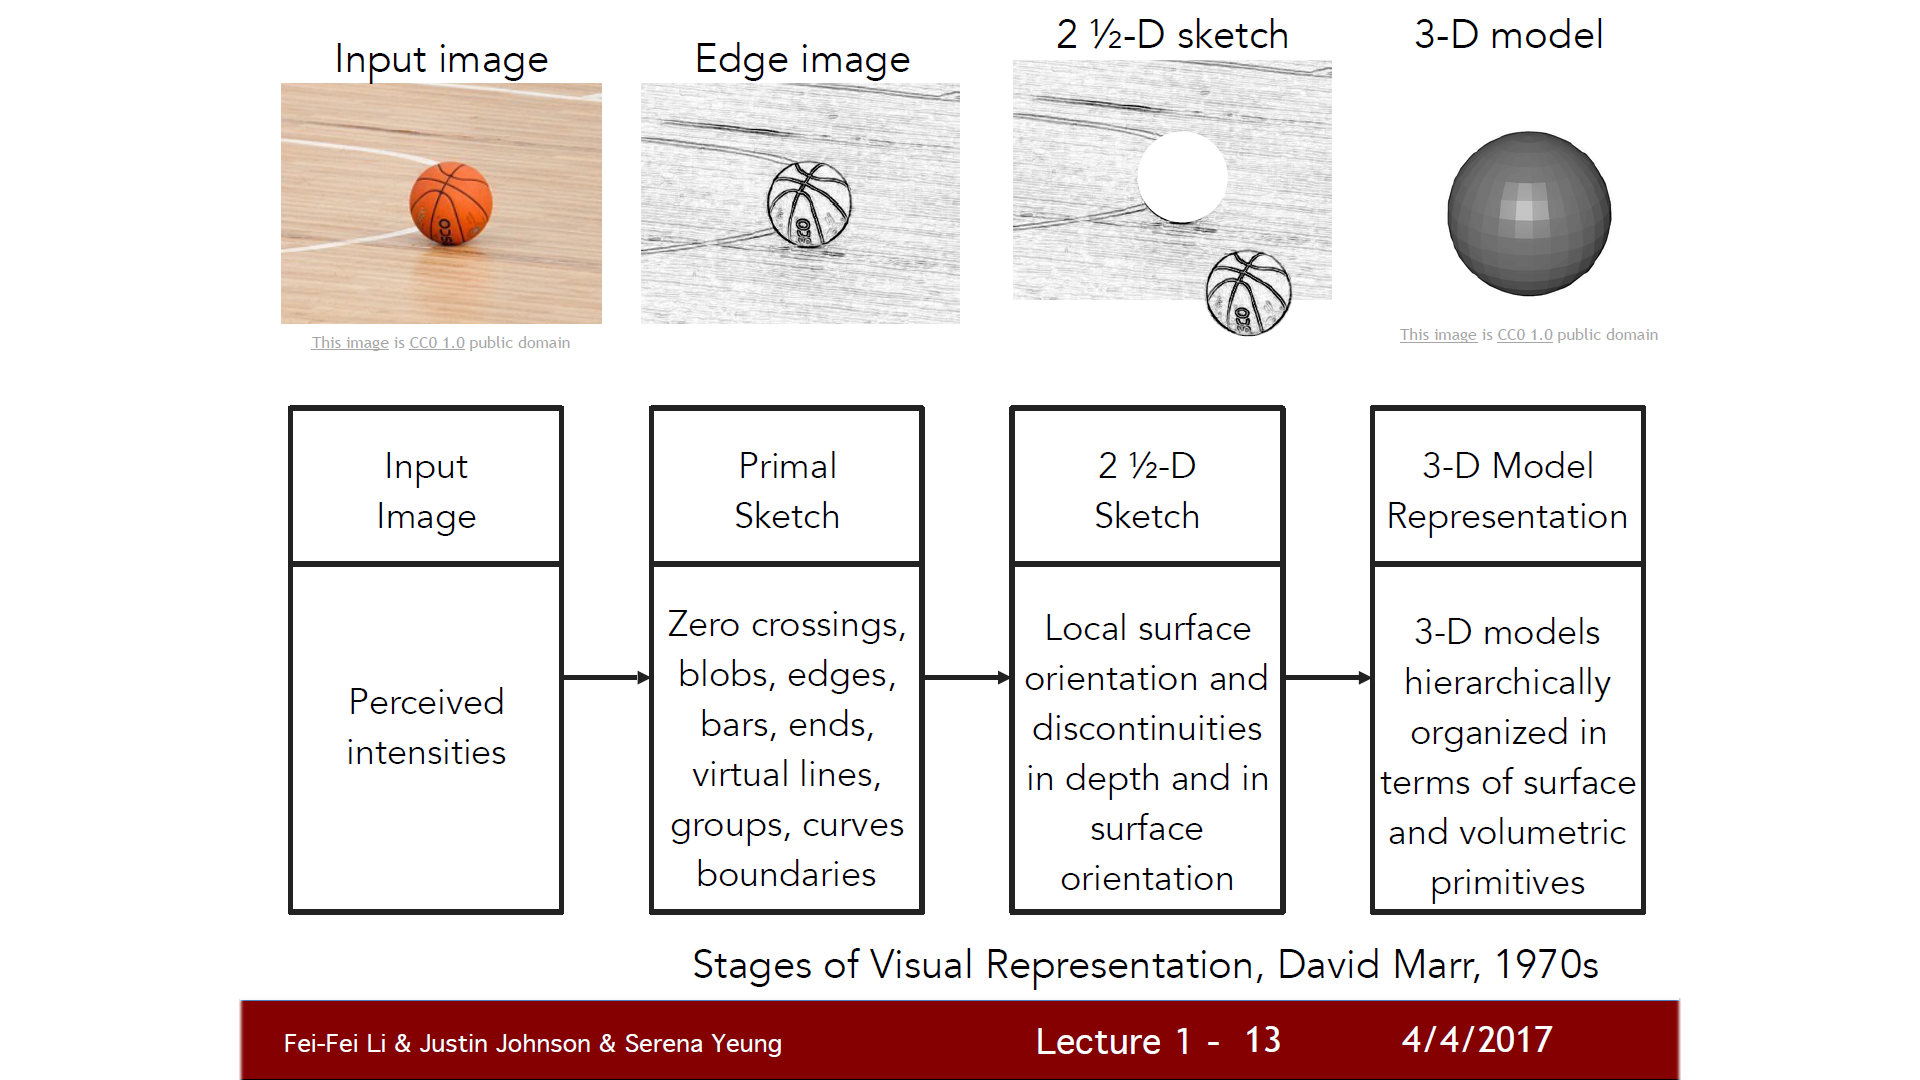 Input image
Edge image
2 ½-D sketch
3-D model
This image is CC0 1.0 public domain
This image is CC0 1.0 public domain
Input
Image
Perceived
intensities
Primal
Sketch
Zero crossings,
blobs, edges,
bars, ends,
virtual lines,
groups, curves
boundaries
2 ½-D
Sketch
Local surface
orientation and
discontinuities
in depth and in
surface
orientation
3-D Model
Representation
3-D models
hierarchically
organized in
terms of surface
and volumetric
primitives
Stages of Visual Representation, David Marr, 1970s
Fei-Fei Li & Justin Johnson & Serena Yeung
Lecture 1 - 13
4/4/2017